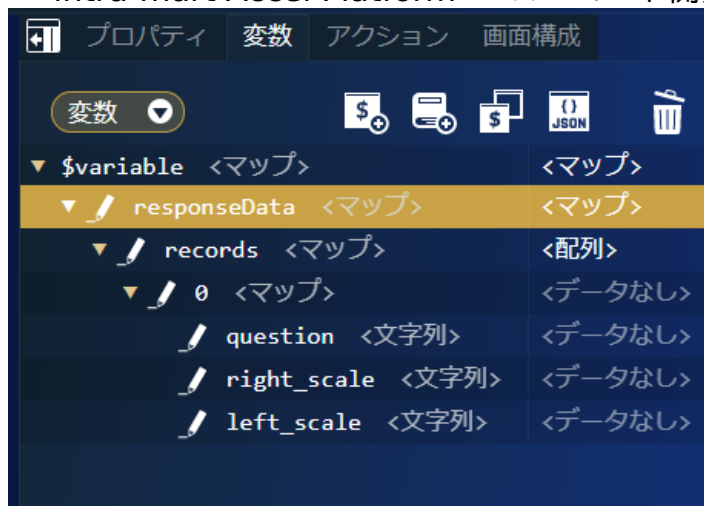 プロパティ 変数 アクション 画面構成
変数
JSON
$variable <マップ> <マップ>
responseData <マップ> <マップ>
records <マップ> <配列>
0 <マップ> <データなし>
question <文字列> <データなし>
right_scale <文字列> <データなし>
left_scale <文字列> <データなし>